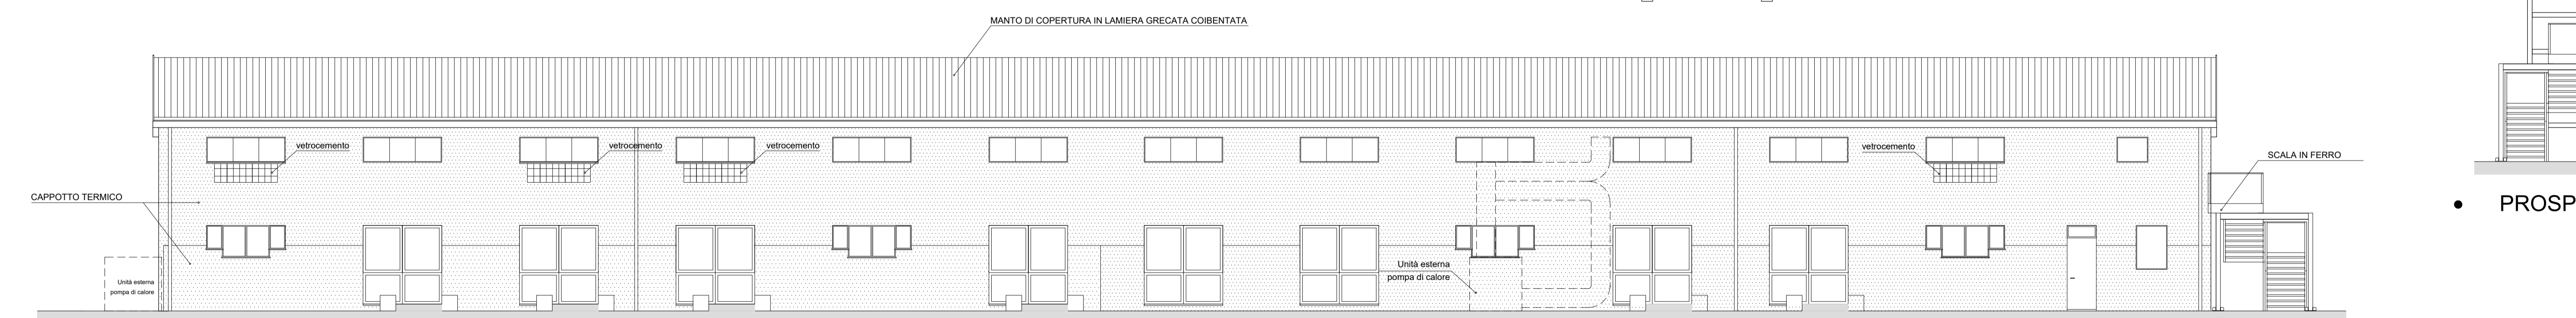 MANTO DI COPERTURA IN LAMIERA GRECATA COIBENTATA
vetrocemento
vetrocemento
vetrocemento
vetrocemento
SCALA IN FERRO
CAPPOTTO TERMICO
PROSP
Unità esterna
pompa di calore
Unità esterna
pompa di calore